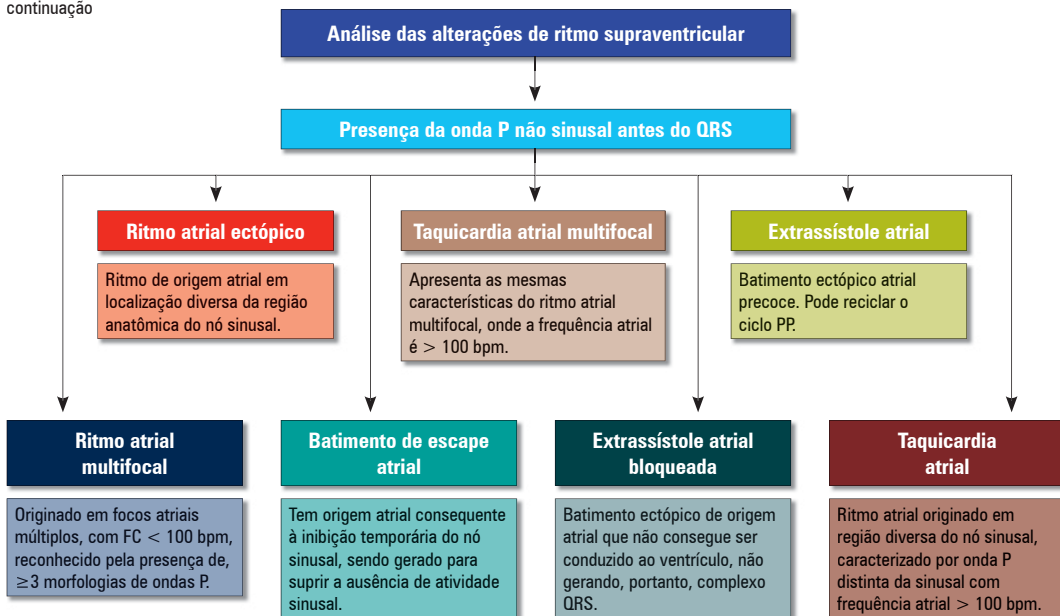 continuação
Análise das alterações de ritmo supraventricular
Presença da onda P não sinusal antes do QRS
Ritmo atrial ectópico
Ritmo de origem atrial em
localização diversa da região
anatômica do nó sinusal.
Taquicardia atrial multifocal
Apresenta as mesmas
características do ritmo atrial
multifocal, onde a frequência atrial
é > 100 bpm.
Extrassístole atrial
Batimento ectópico atrial
precoce. Pode reciclar o
ciclo PP.
Ritmo atrial
multifocal
Originado em focos atriais
múltiplos, com FC < 100 bpm,
reconhecido pela presença de,
≥3 morfologias de ondas P.
Batimento de escape
atrial
Tem origem atrial consequente
à inibição temporária do nó
sinusal, sendo gerado para
suprir a ausência de atividade
sinusal.
Extrassístole atrial
bloqueada
Batimento ectópico de origem
atrial que não consegue ser
conduzido ao ventrículo, não
gerando, portanto, complexo
QRS.
Taquicardia
atrial
Ritmo atrial originado em
região diversa do nó sinusal,
caracterizado por onda P
distinta da sinusal com
frequência atrial > 100 bpm.